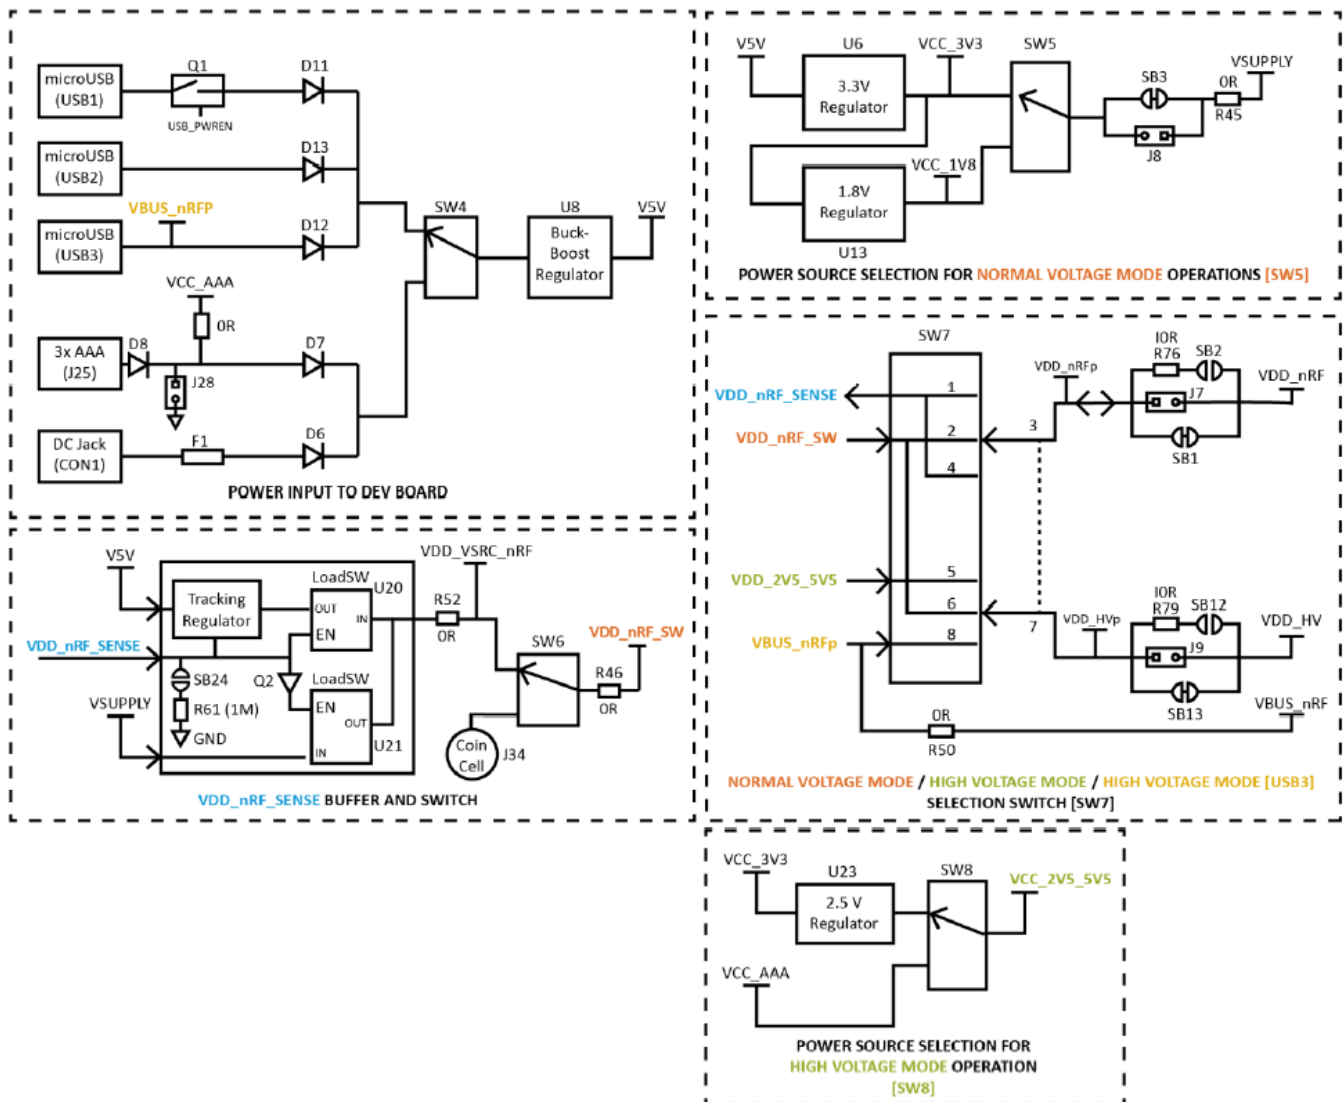 microUSB
(USB1)
Q1
USB_PWREN
D11
microUSB
(USB2)
D13
VBUS_nRFP
microUSB
(USB3)
D12
SW4
U8
Buck-
Boost
Regulator
V5V
VCC_AAA
0R
3x AAA
(J25)
D8
J28
D7
DC Jack
(CON1)
F1
D6
POWER INPUT TO DEV BOARD
V5V
U6
3.3V
Regulator
VCC_3V3
SW5
SB3
0R
R45
VSUPPLY
J8
1.8V
Regulator
U13
VCC_1V8
POWER SOURCE SELECTION FOR NORMAL VOLTAGE MODE OPERATIONS [SW5]
SW7
VDD_nRF_SENSE
1
VDD_nRF_SW
2
3
4
VDD_nRFp
10R
R76
SB2
J7
VDD_nRF
SB1
VDD_2V5_5V5
5
6
7
VBUS_nRFp
8
VDD_HVp
10R
R79
SB12
J9
VDD_HV
SB13
0R
R50
VBUS_nRF
NORMAL VOLTAGE MODE / HIGH VOLTAGE MODE / HIGH VOLTAGE MODE [USB3]
SELECTION SWITCH [SW7]
V5V
Tracking
Regulator
LoadSW
U20
OUT
IN
EN
VDD_nRF_SENSE
SB24
R61 (1M)
GND
Q2
LoadSW
EN
OUT
IN
U21
VSUPPLY
R52
0R
VDD_VSRC_nRF
SW6
VDD_nRF_SW
R46
0R
Coin
Cell
J34
VDD_nRF_SENSE BUFFER AND SWITCH
VCC_3V3
U23
2.5 V
Regulator
SW8
VCC_2V5_5V5
VCC_AAA
POWER SOURCE SELECTION FOR
HIGH VOLTAGE MODE OPERATION
[SW8]